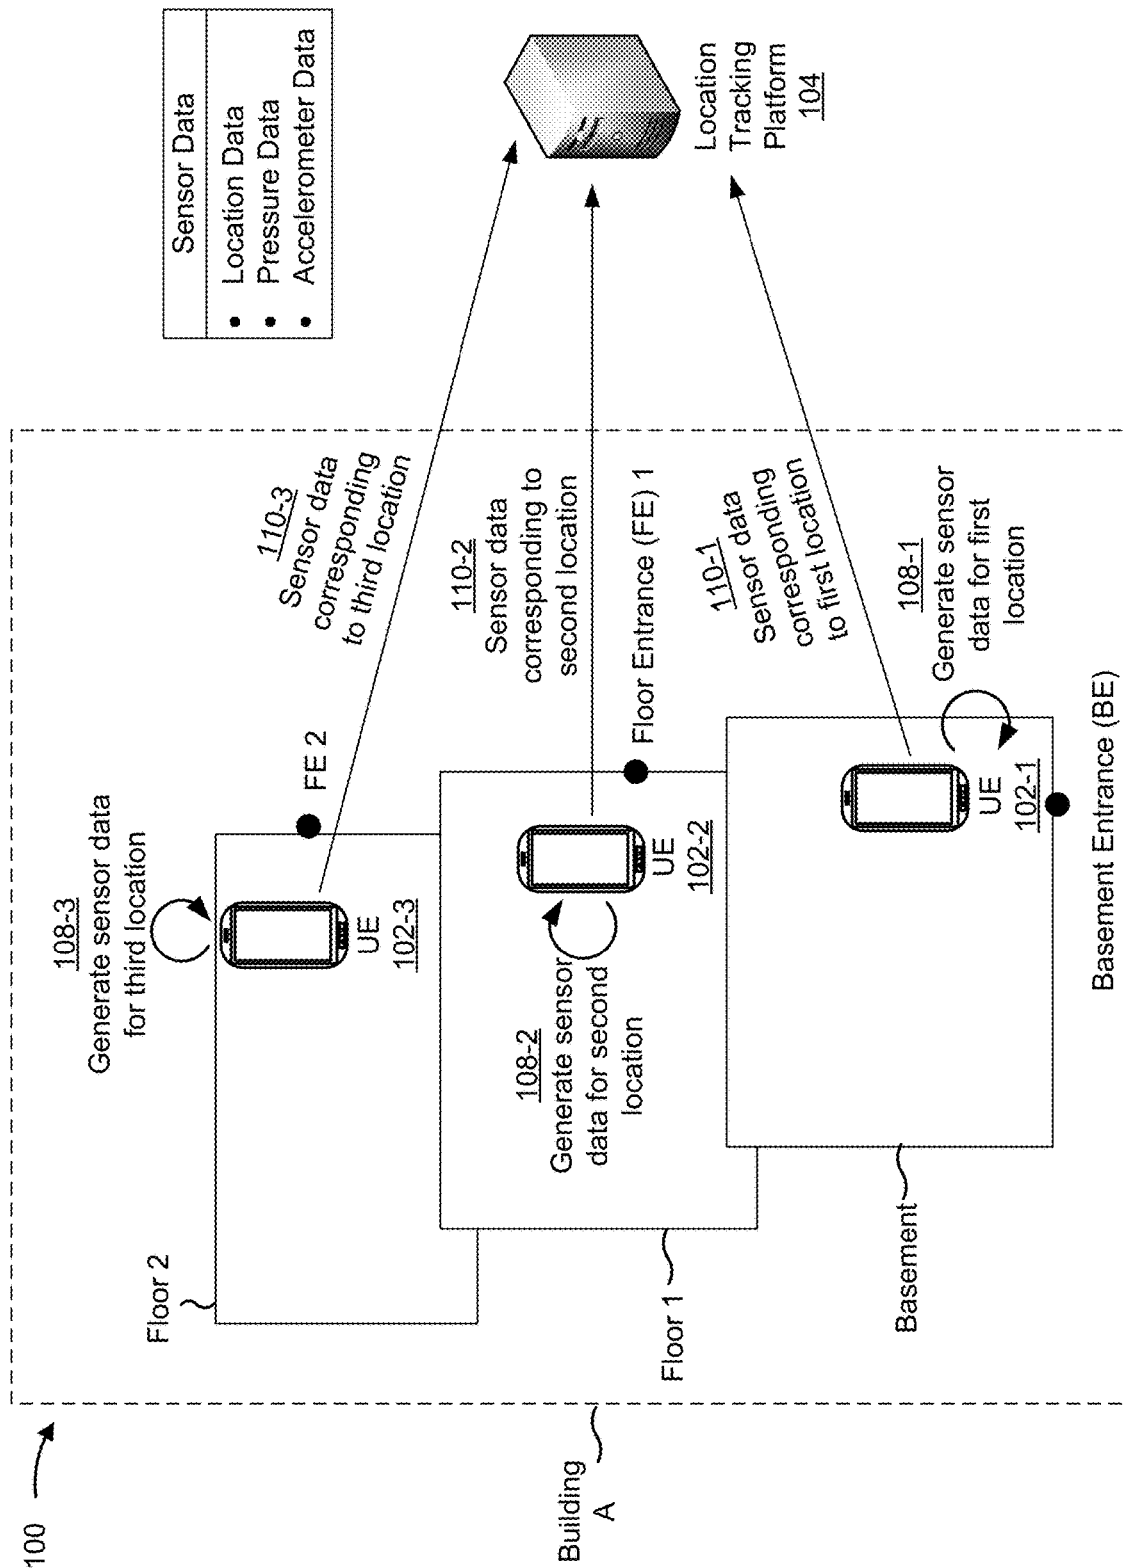 100
Building
A
Floor 2
Floor 1
Basement
108-3
Generate sensor data
for third location
UE
102-3
FE 2
110-3
Sensor data
corresponding
to third location
108-2
Generate sensor
data for second
location
UE
102-2
Floor Entrance (FE) 1
110-2
Sensor data
corresponding to
second location
UE
102-1
Basement Entrance (BE)
108-1
Generate sensor
data for first
location
110-1
Sensor data
corresponding
to first location
Sensor Data
• Location Data
• Pressure Data
• Accelerometer Data
Location
Tracking
Platform
104